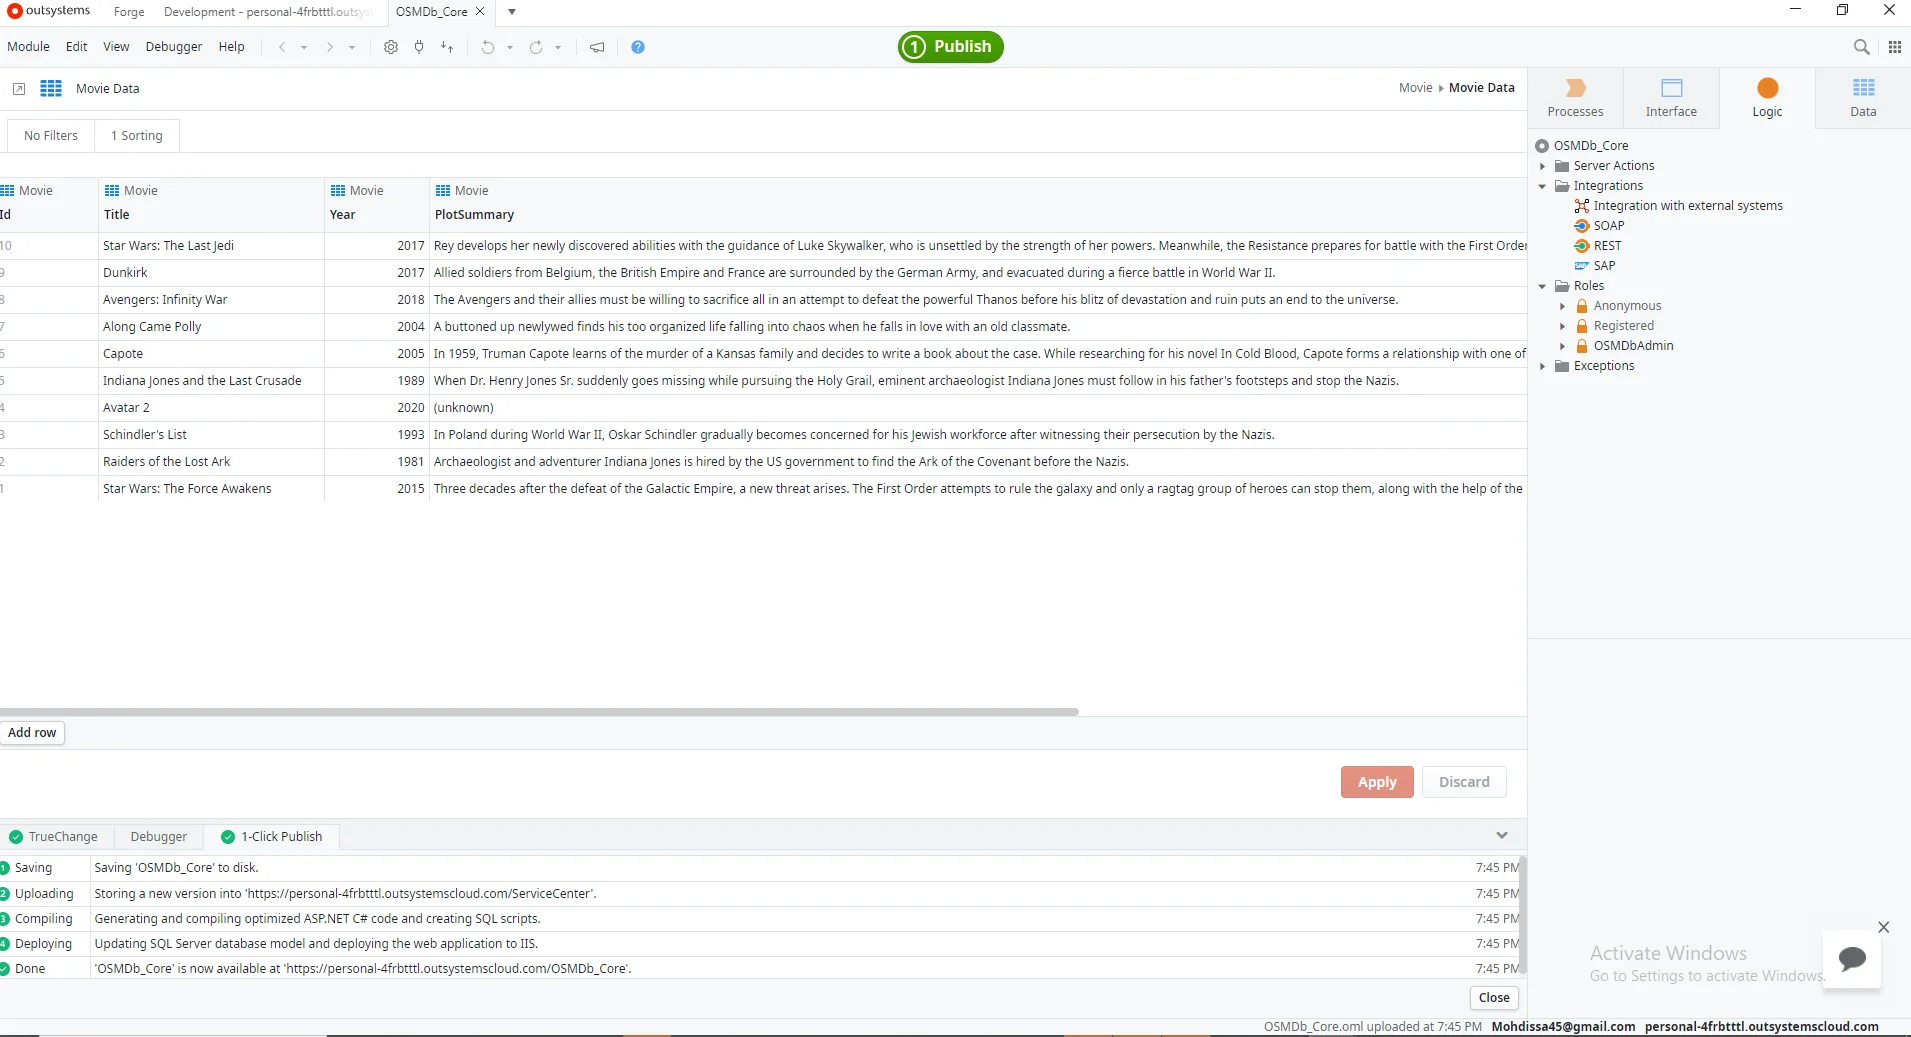 outsystems Forge Development - personal-4frbtttl.outsyst OSMDb_Core
Module Edit View Debugger Help 1 Publish
Movie Data Movie Movie Data
No Filters 1 Sorting
Movie Movie Movie Movie
Id Title Year PlotSummary
10 Star Wars: The Last Jedi 2017 Rey develops her newly discovered abilities with the guidance of Luke Skywalker, who is unsettled by the strength of her powers. Meanwhile, the Resistance prepares for battle with the First Order
9 Dunkirk 2017 Allied soldiers from Belgium, the British Empire and France are surrounded by the German Army, and evacuated during a fierce battle in World War II.
8 Avengers: Infinity War 2018 The Avengers and their allies must be willing to sacrifice all in an attempt to defeat the powerful Thanos before his blitz of devastation and ruin puts an end to the universe.
7 Along Came Polly 2004 A buttoned up newlywed finds his too organized life falling into chaos when he falls in love with an old classmate.
6 Capote 2005 In 1959, Truman Capote learns of the murder of a Kansas family and decides to write a book about the case. While researching for his novel In Cold Blood, Capote forms a relationship with one of
5 Indiana Jones and the Last Crusade 1989 When Dr. Henry Jones Sr. suddenly goes missing while pursuing the Holy Grail, eminent archaeologist Indiana Jones must follow in his father's footsteps and stop the Nazis.
4 Avatar 2 2020 (unknown)
3 Schindler's List 1993 In Poland during World War II, Oskar Schindler gradually becomes concerned for his Jewish workforce after witnessing their persecution by the Nazis.
2 Raiders of the Lost Ark 1981 Archaeologist and adventurer Indiana Jones is hired by the US government to find the Ark of the Covenant before the Nazis.
1 Star Wars: The Force Awakens 2015 Three decades after the defeat of the Galactic Empire, a new threat arises. The First Order attempts to rule the galaxy and only a ragtag group of heroes can stop them, along with the help of the
Add row
Apply Discard
TrueChange Debugger 1-Click Publish
1 Saving Saving 'OSMDb_Core' to disk. 7:45 PM
2 Uploading Storing a new version into 'https://personal-4frbtttl.outsystemscloud.com/ServiceCenter'. 7:45 PM
3 Compiling Generating and compiling optimized ASP.NET C# code and creating SQL scripts. 7:45 PM
4 Deploying Updating SQL Server database model and deploying the web application to IIS. 7:45 PM
Done 'OSMDb_Core' is now available at 'https://personal-4frbtttl.outsystemscloud.com/OSMDb_Core'. 7:45 PM
Close
Processes Interface Logic Data
OSMDb_Core
Server Actions
Integrations
Integration with external systems
SOAP
REST
SAP SAP
Roles
Anonymous
Registered
OSMDbAdmin
Exceptions
Activate Windows
Go to Settings to activate Windows.
OSMDb_Core.oml uploaded at 7:45 PM Mohdissa45@gmail.com personal-4frbtttl.outsystemscloud.com